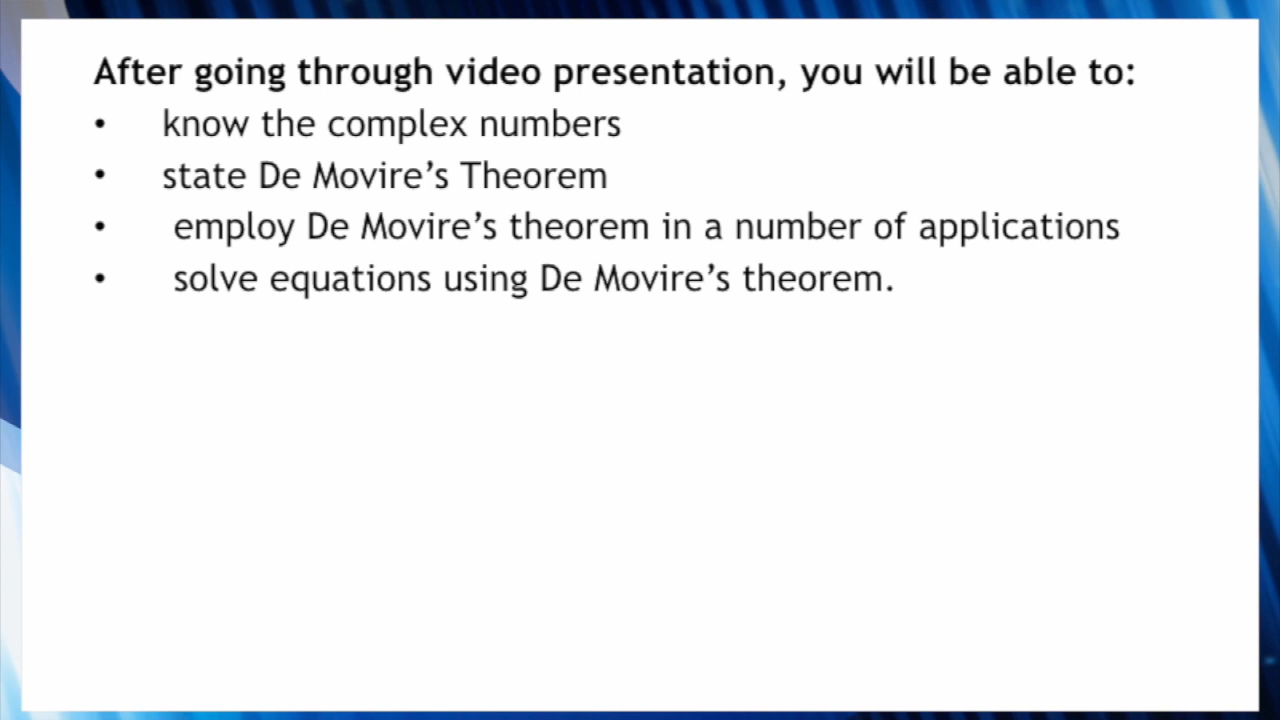 After going through video presentation, you will be able to:
• know the complex numbers
• state De Movire’s Theorem
• employ De Movire’s theorem in a number of applications
• solve equations using De Movire’s theorem.